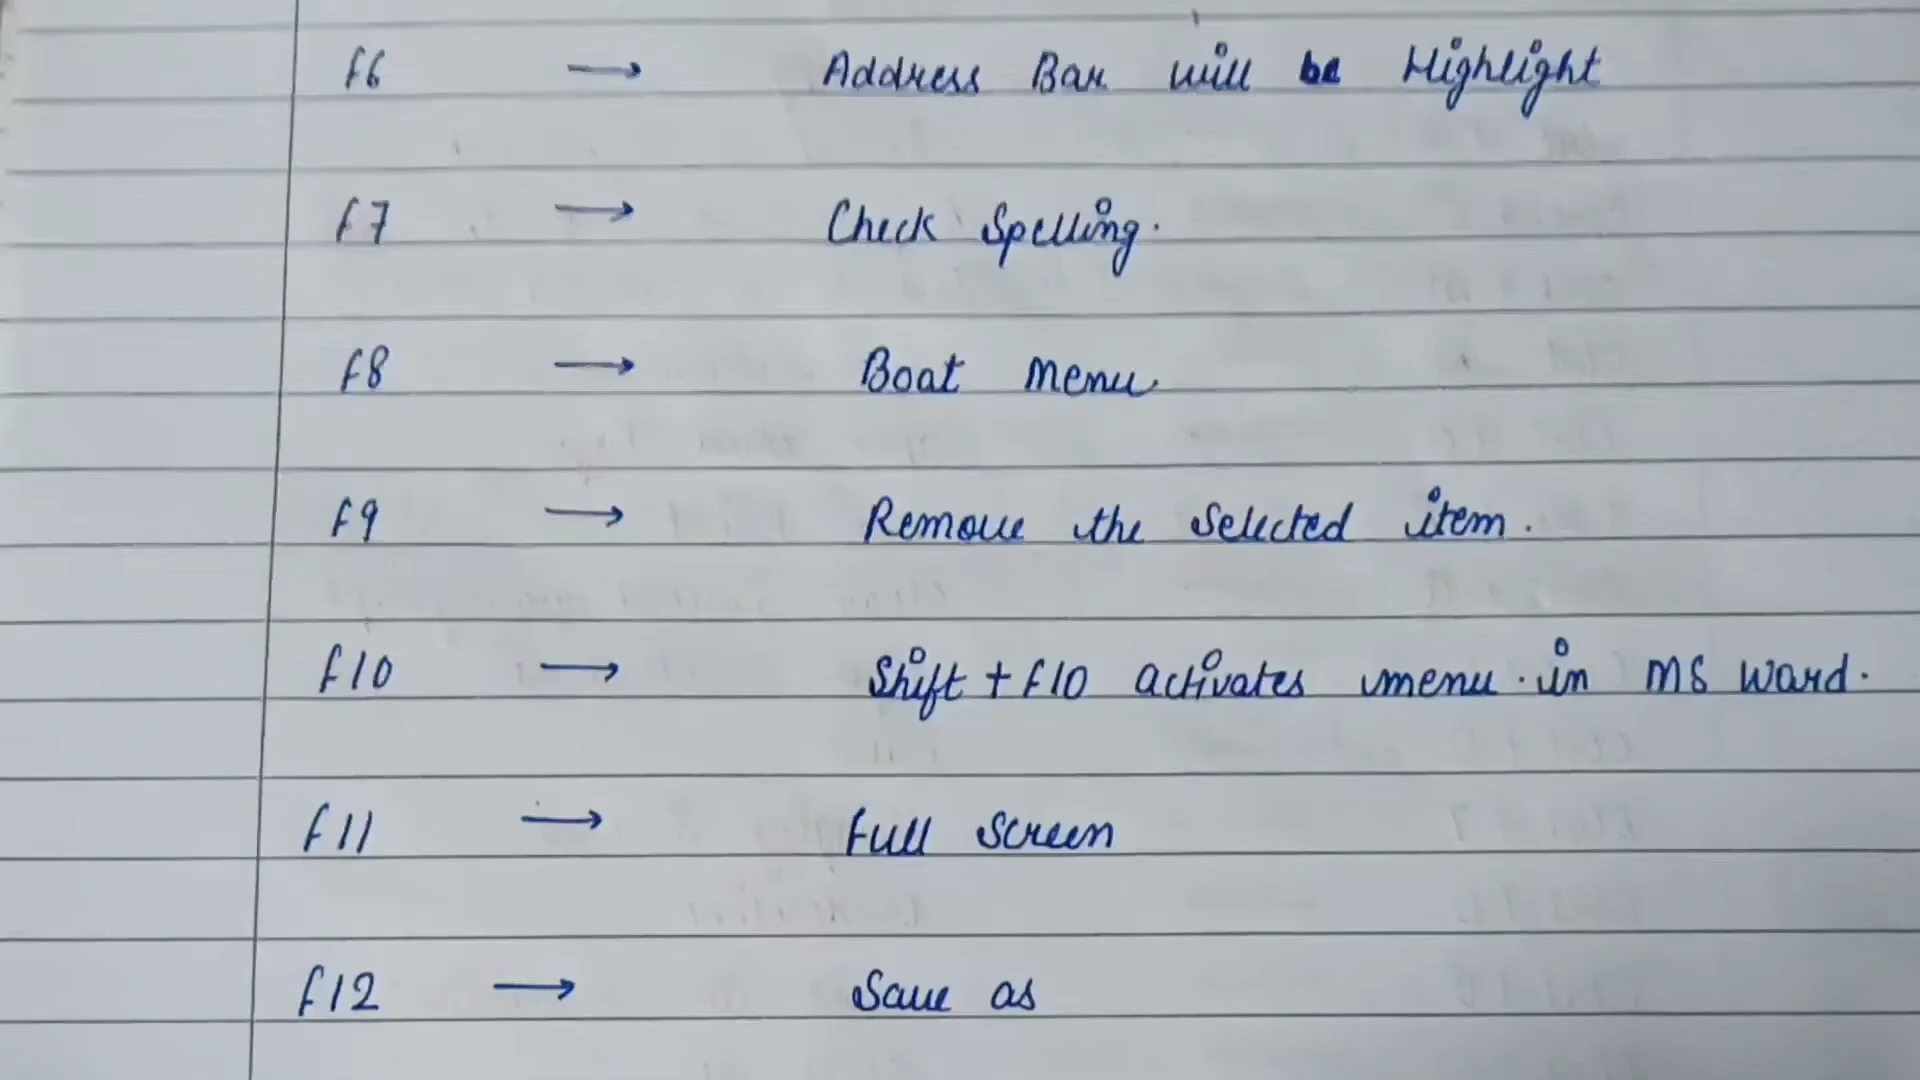 f6 → Address Bar will be Highlight
f7 → Check Spelling.
f8 → Boat menu
f9 → Remove the Selected item.
f10 → Shift + f10 activates menu. in MS Ward.
f11 → full Screen
f12 → Save as